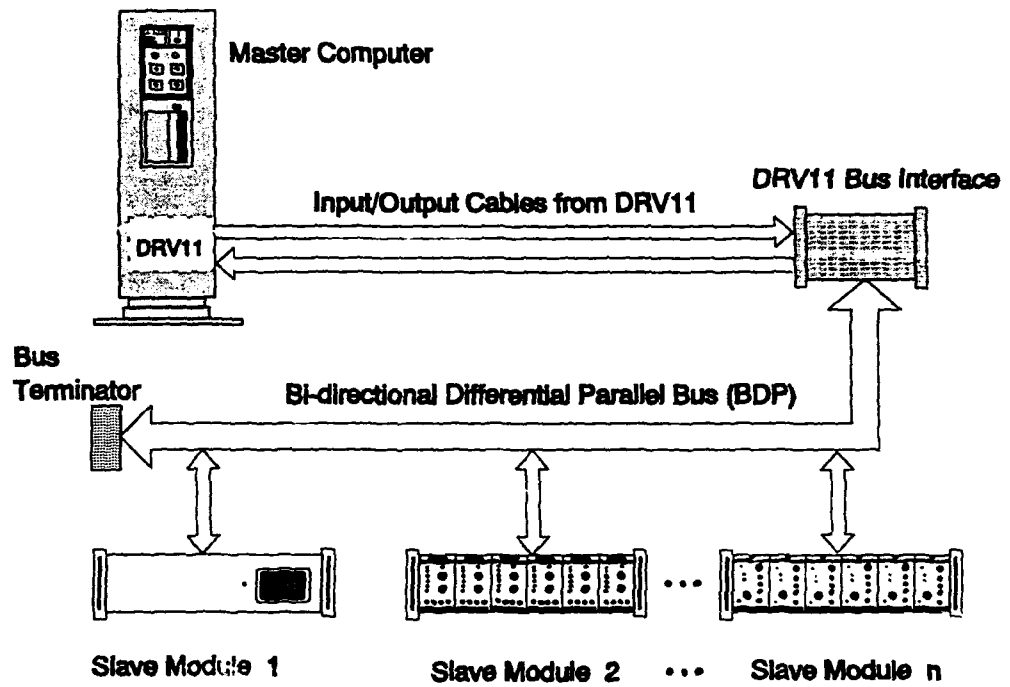 Master Computer
DRV11 Bus Interface
Input/Output Cables from DRV11
DRV11
Bus
Terminator
Bi-directional Differential Parallel Bus (BDP)
•••
Slave Module 1
Slave Module 2
•••
Slave Module n